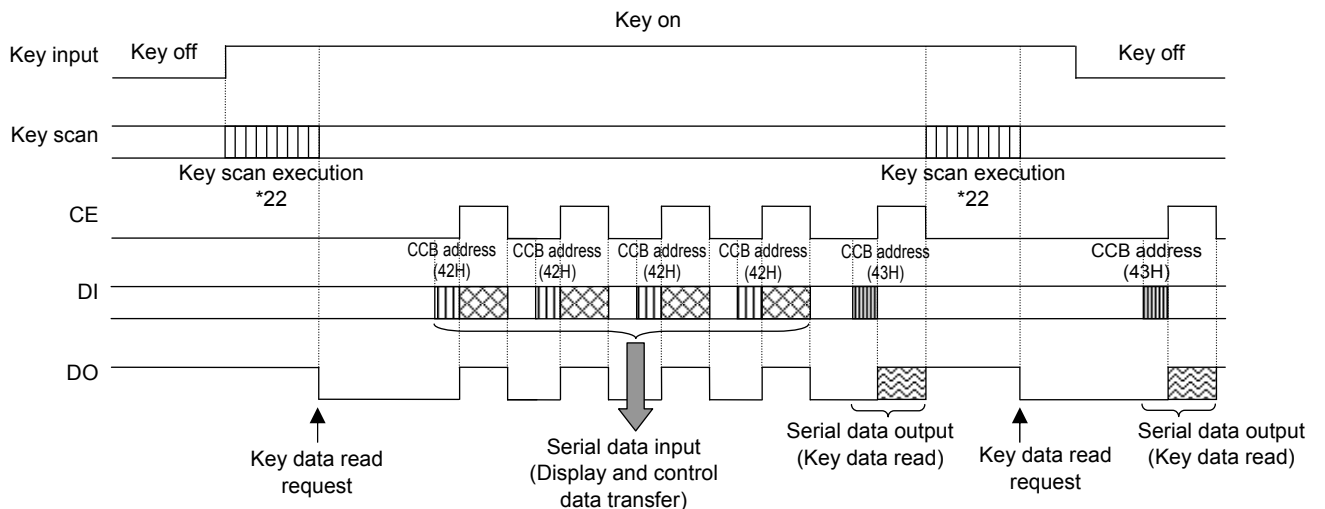 Key on
Key input
Key off
Key off
Key scan
Key scan execution
*22
Key scan execution
*22
CE
CCB address
(42H)
CCB address
(42H)
CCB address
(42H)
CCB address
(42H)
CCB address
(43H)
CCB address
(43H)
DI
DO
Key data read
request
Serial data input
(Display and control
data transfer)
Serial data output
(Key data read)
Key data read
request
Serial data output
(Key data read)